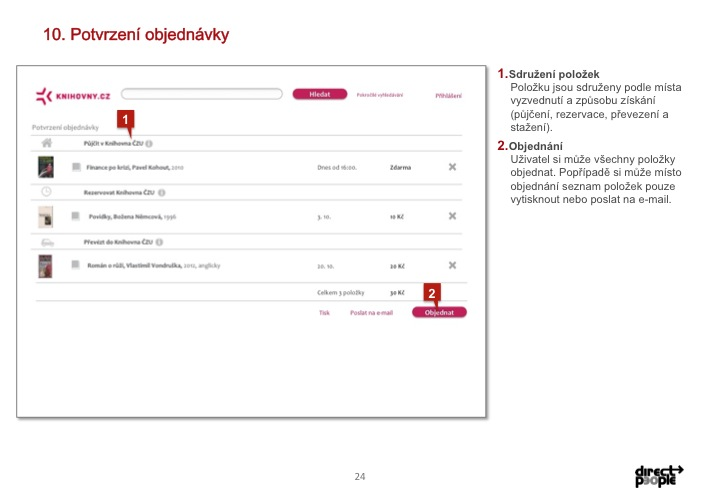 10. Potvrzení objednávky
KNIHOVNY.CZ
Hledat
Pokročilé vyhledávání
Přihlášení
1
Potvrzení objednávky
Půjčit v Knihovna ČZU
Finance po krizi, Pavel Kohout, 2010 Dnes od 16:00. Zdarma
Rezervovat Knihovna ČZU
Povídky, Božena Němcová, 1996 3. 10. 10 Kč
Převézt do Knihovna ČZU
Román o růži, Vlastimil Vondruška, 2012, anglicky 20. 10. 20 Kč
Celkem 3 položky 30 Kč
2
Tisk Poslat na e-mail Objednat
1.Sdružení položek
Položku jsou sdruženy podle místa
vyzvednutí a způsobu získání
(půjčení, rezervace, převezení a
stažení).
2.Objednání
Uživatel si může všechny položky
objednat. Popřípadě si může místo
objednání seznam položek pouze
vytisknout nebo poslat na e-mail.
24
direct
people